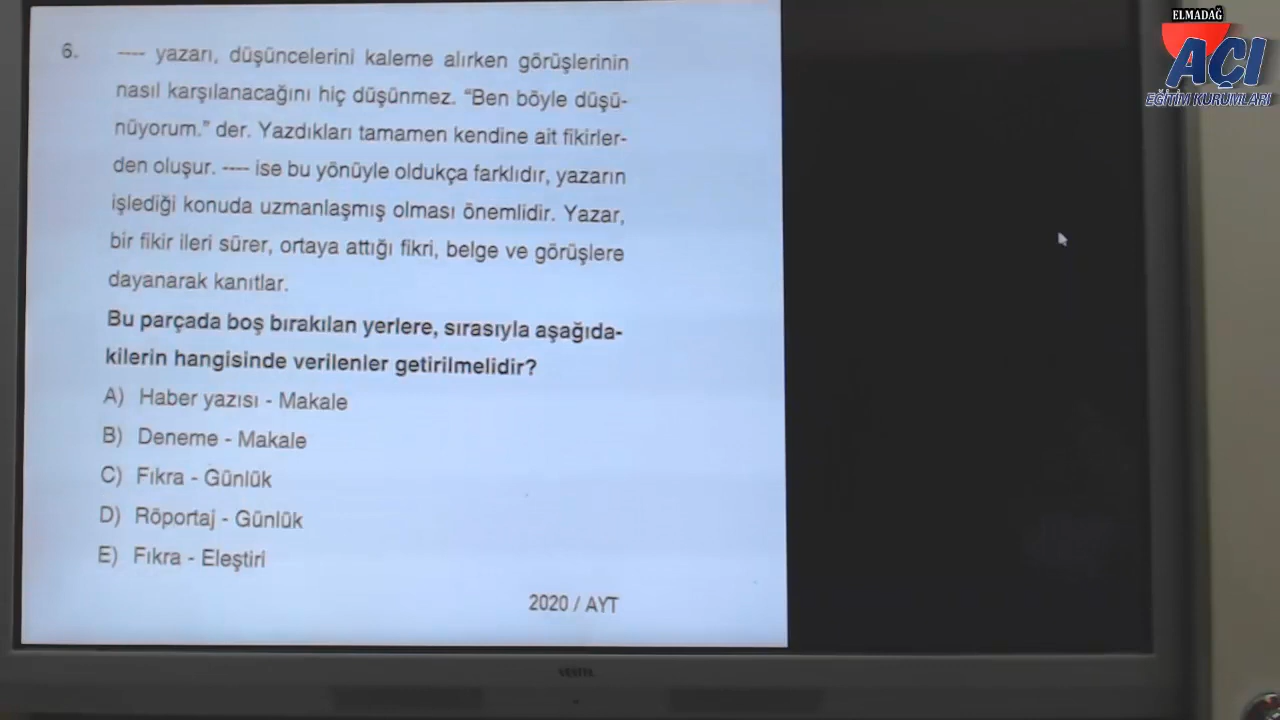 ELMADAĞ
AÇI
EĞİTİM KURUMLARI
6. ---- yazarı, düşüncelerini kaleme alırken görüşlerinin
nasıl karşılanacağını hiç düşünmez. “Ben böyle düşü-
nüyorum.” der. Yazdıkları tamamen kendine ait fikirler-
den oluşur. ---- ise bu yönüyle oldukça farklıdır, yazarın
işlediği konuda uzmanlaşmış olması önemlidir. Yazar,
bir fikir ileri sürer, ortaya attığı fikri, belge ve görüşlere
dayanarak kanıtlar.
Bu parçada boş bırakılan yerlere, sırasıyla aşağıda-
kilerin hangisinde verilenler getirilmelidir?
A) Haber yazısı - Makale
B) Deneme - Makale
C) Fıkra - Günlük
D) Röportaj - Günlük
E) Fıkra - Eleştiri
2020 / AYT
VESTEL